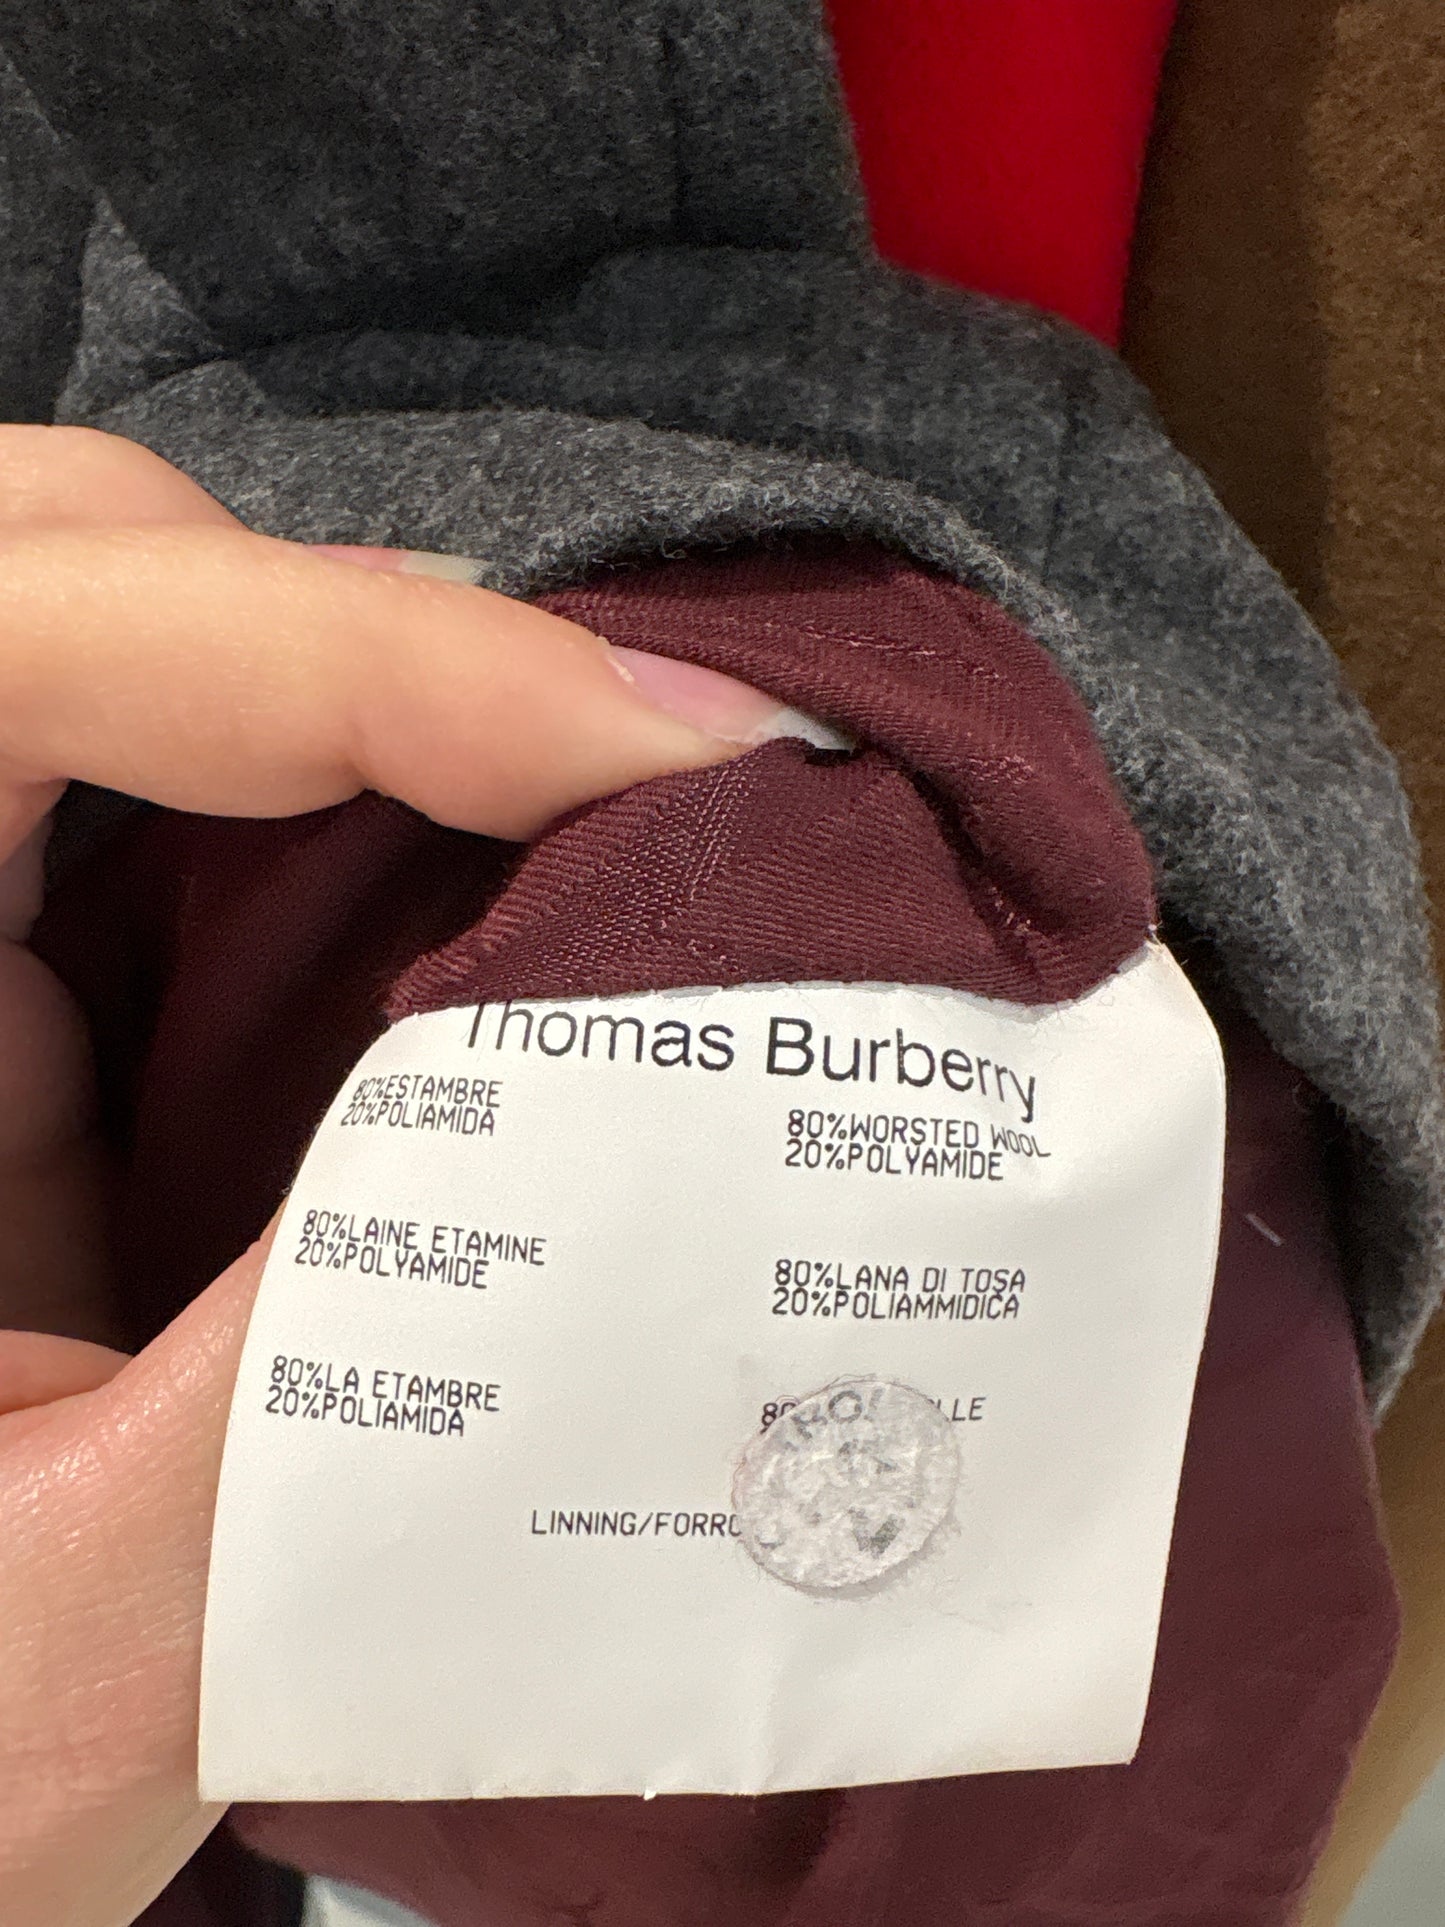 Thomas Burberry
80%ESTAMBRE
20%POLIAMIDA
80%WORSTED WOOL
20%POLYAMIDE
80%LAINE ETAMINE
20%POLYAMIDE
80%LANA DI TOSA
20%POLIAMMIDICA
80%LA ETAMBRE
20%POLIAMIDA
LINNING/FORRO